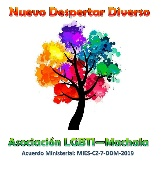 Nuevo Despertar Diverso
Asociación LGBTI—Machala
Acuerdo Ministerial: MIES-CZ-7-DDM-2019